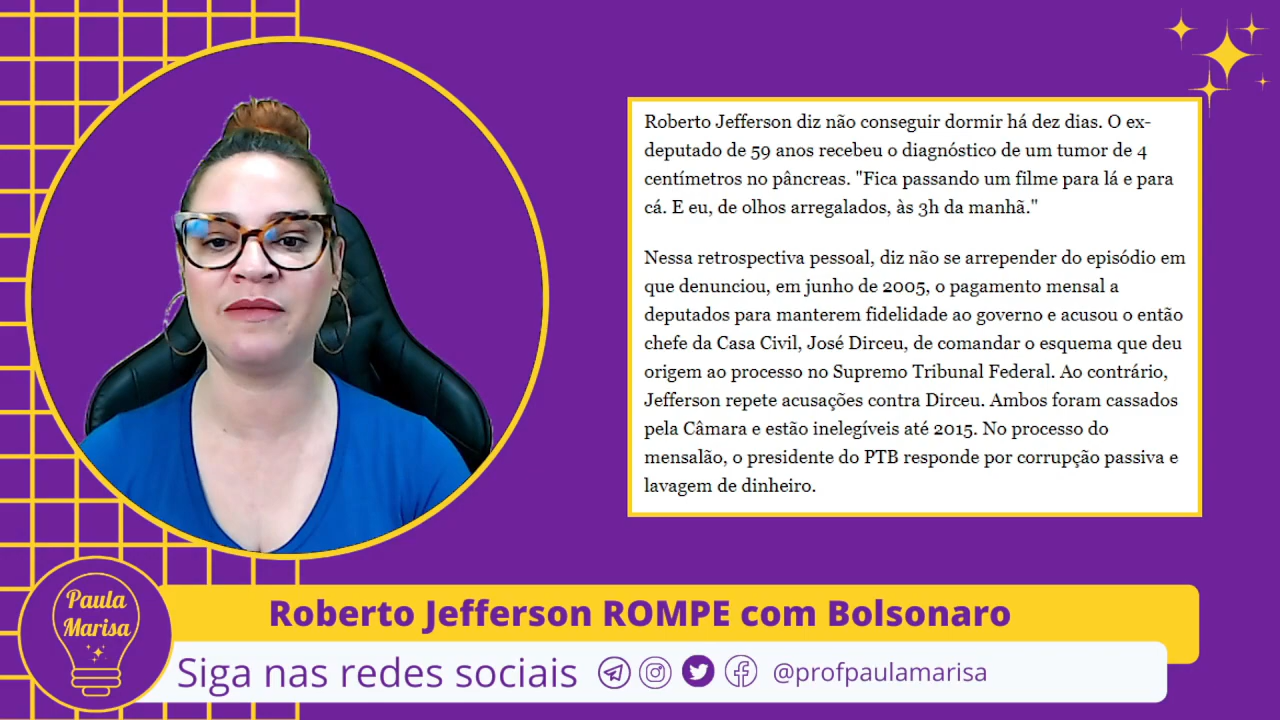 Roberto Jefferson diz não conseguir dormir há dez dias. O ex-
deputado de 59 anos recebeu o diagnóstico de um tumor de 4
centímetros no pâncreas. "Fica passando um filme para lá e para
cá. E eu, de olhos arregalados, às 3h da manhã."
Nessa retrospectiva pessoal, diz não se arrepender do episódio em
que denunciou, em junho de 2005, o pagamento mensal a
deputados para manterem fidelidade ao governo e acusou o então
chefe da Casa Civil, José Dirceu, de comandar o esquema que deu
origem ao processo no Supremo Tribunal Federal. Ao contrário,
Jefferson repete acusações contra Dirceu. Ambos foram cassados
pela Câmara e estão inelegíveis até 2015. No processo do
mensalão, o presidente do PTB responde por corrupção passiva e
lavagem de dinheiro.
Paula
Marisa
Roberto Jefferson ROMPE com Bolsonaro
Siga nas redes sociais @profpaulamarisa